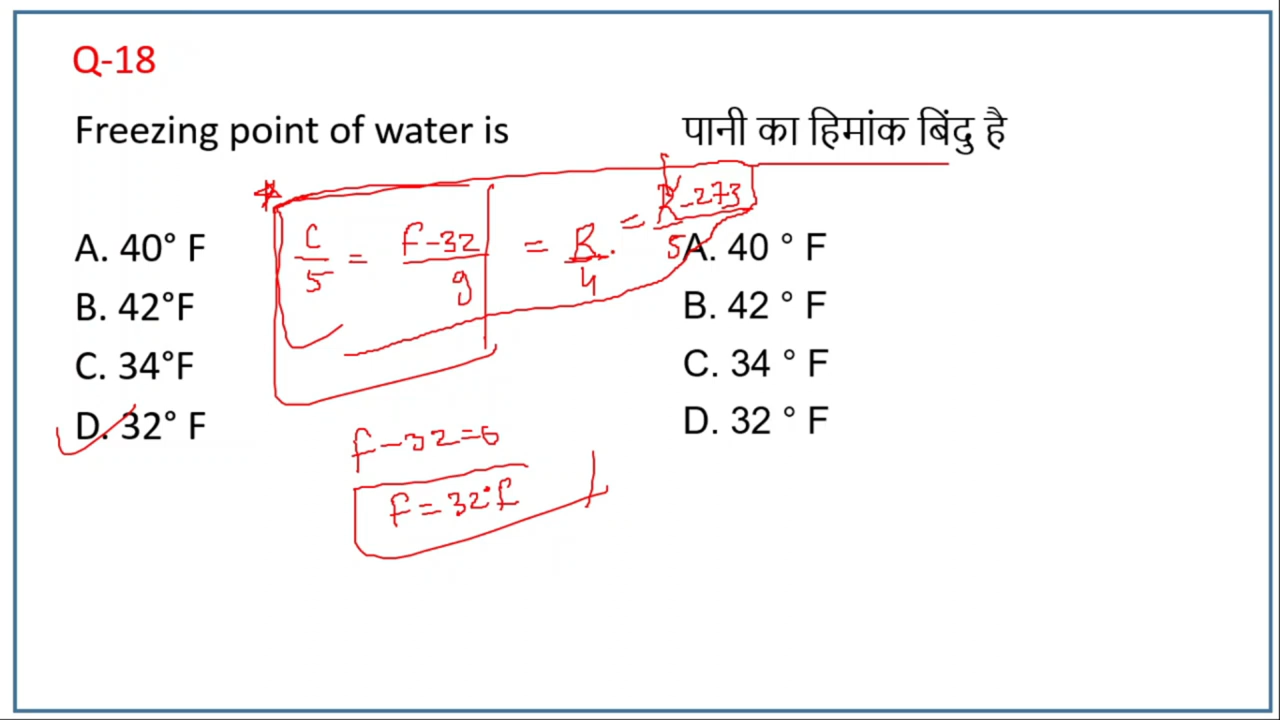 Q-18
Freezing point of water is
A. 40° F
B. 42°F
C. 34°F
D. 32° F
पानी का हिमांक बिंदु है
A. 40 ° F
B. 42 ° F
C. 34 ° F
D. 32 ° F
C/5 = F-32/9 = R/4 = K-273/5
F-32=0
F=32°F